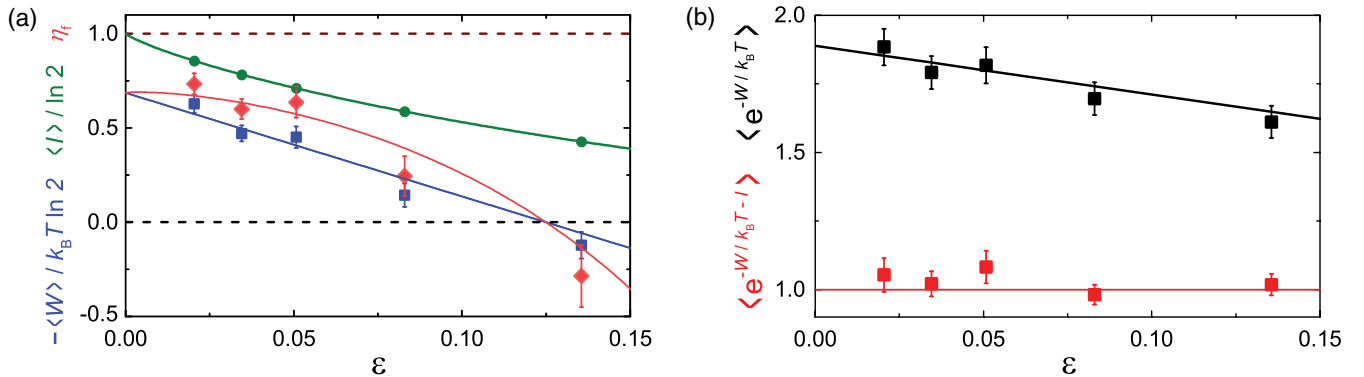 (a)
−⟨W⟩ / k_B T ln 2 ⟨I⟩ / ln 2 η_f
1.0
0.5
0.0
-0.5
0.00 0.05 0.10 0.15
ε
(b)
⟨e^{-W / k_B T - I}⟩ ⟨e^{-W / k_B T}⟩
2.0
1.5
1.0
0.00 0.05 0.10 0.15
ε